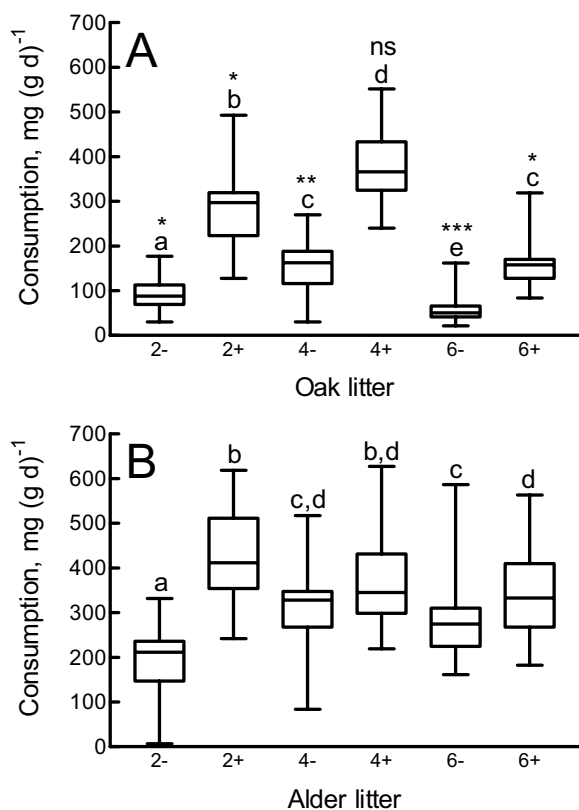 A
Consumption, mg (g d)-1
700
600
500
400
300
200
100
0
*
a
*
b
**
c
ns
d
***
e
*
c
2- 2+ 4- 4+ 6- 6+
Oak litter
B
Consumption, mg (g d)-1
700
600
500
400
300
200
100
0
a
b
c,d
b,d
c
d
2- 2+ 4- 4+ 6- 6+
Alder litter